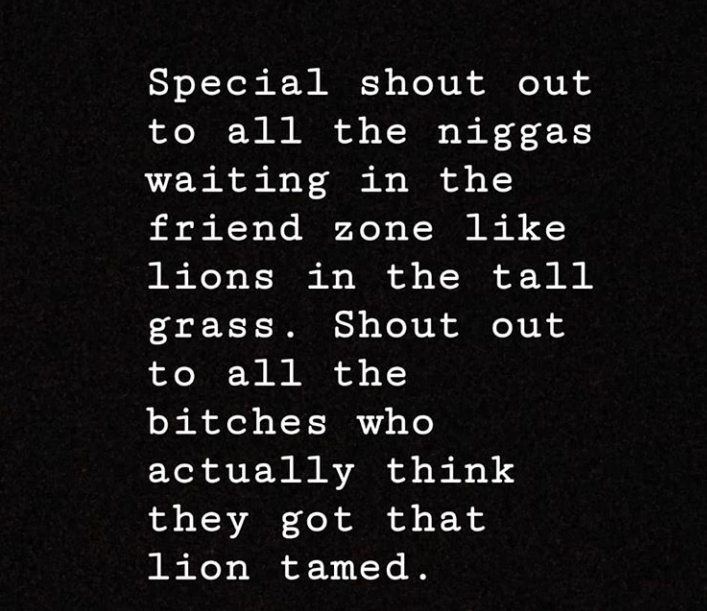 Special shout out
to all the niggas
waiting in the
friend zone like
lions in the tall
grass. Shout out
to all the
bitches who
actually think
they got that
lion tamed.